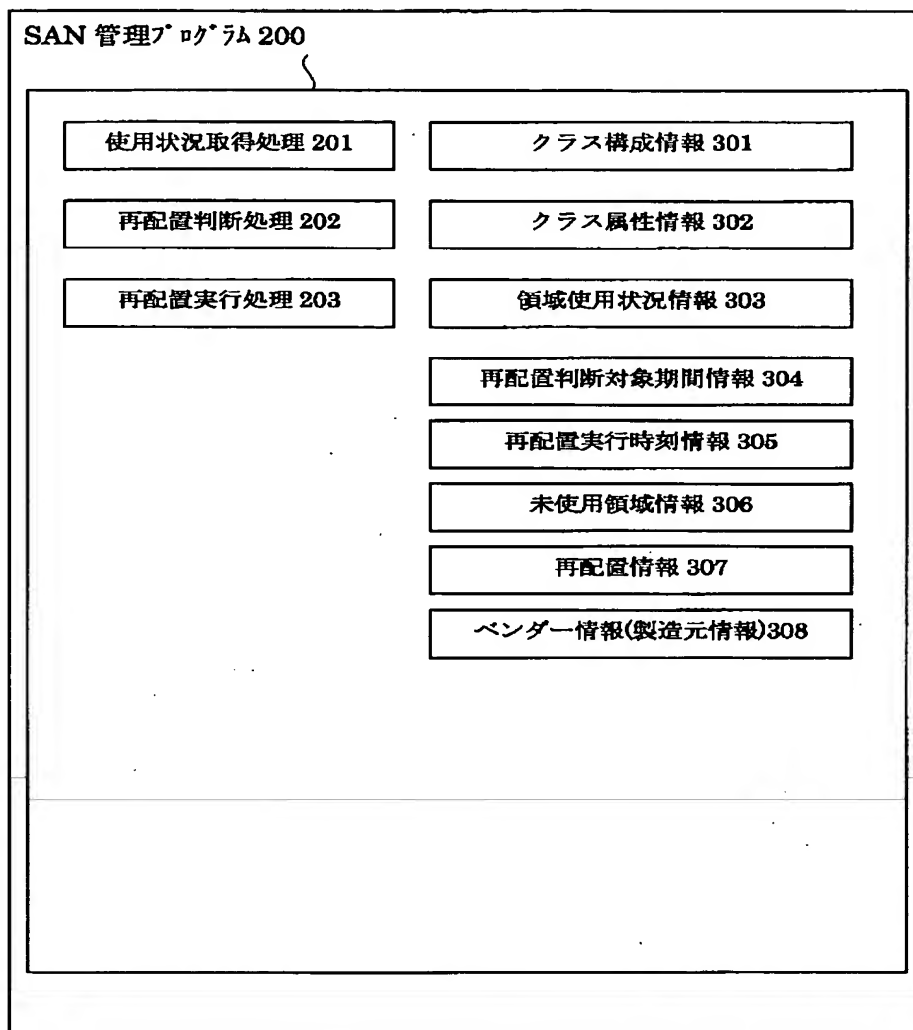 SAN 管理ﾌﾟﾛｸﾞﾗﾑ 200
使用状況取得処理 201
クラス構成情報 301
再配置判断処理 202
クラス属性情報 302
再配置実行処理 203
領域使用状況情報 303
再配置判断対象期間情報 304
再配置実行時刻情報 305
未使用領域情報 306
再配置情報 307
ベンダー情報(製造元情報)308